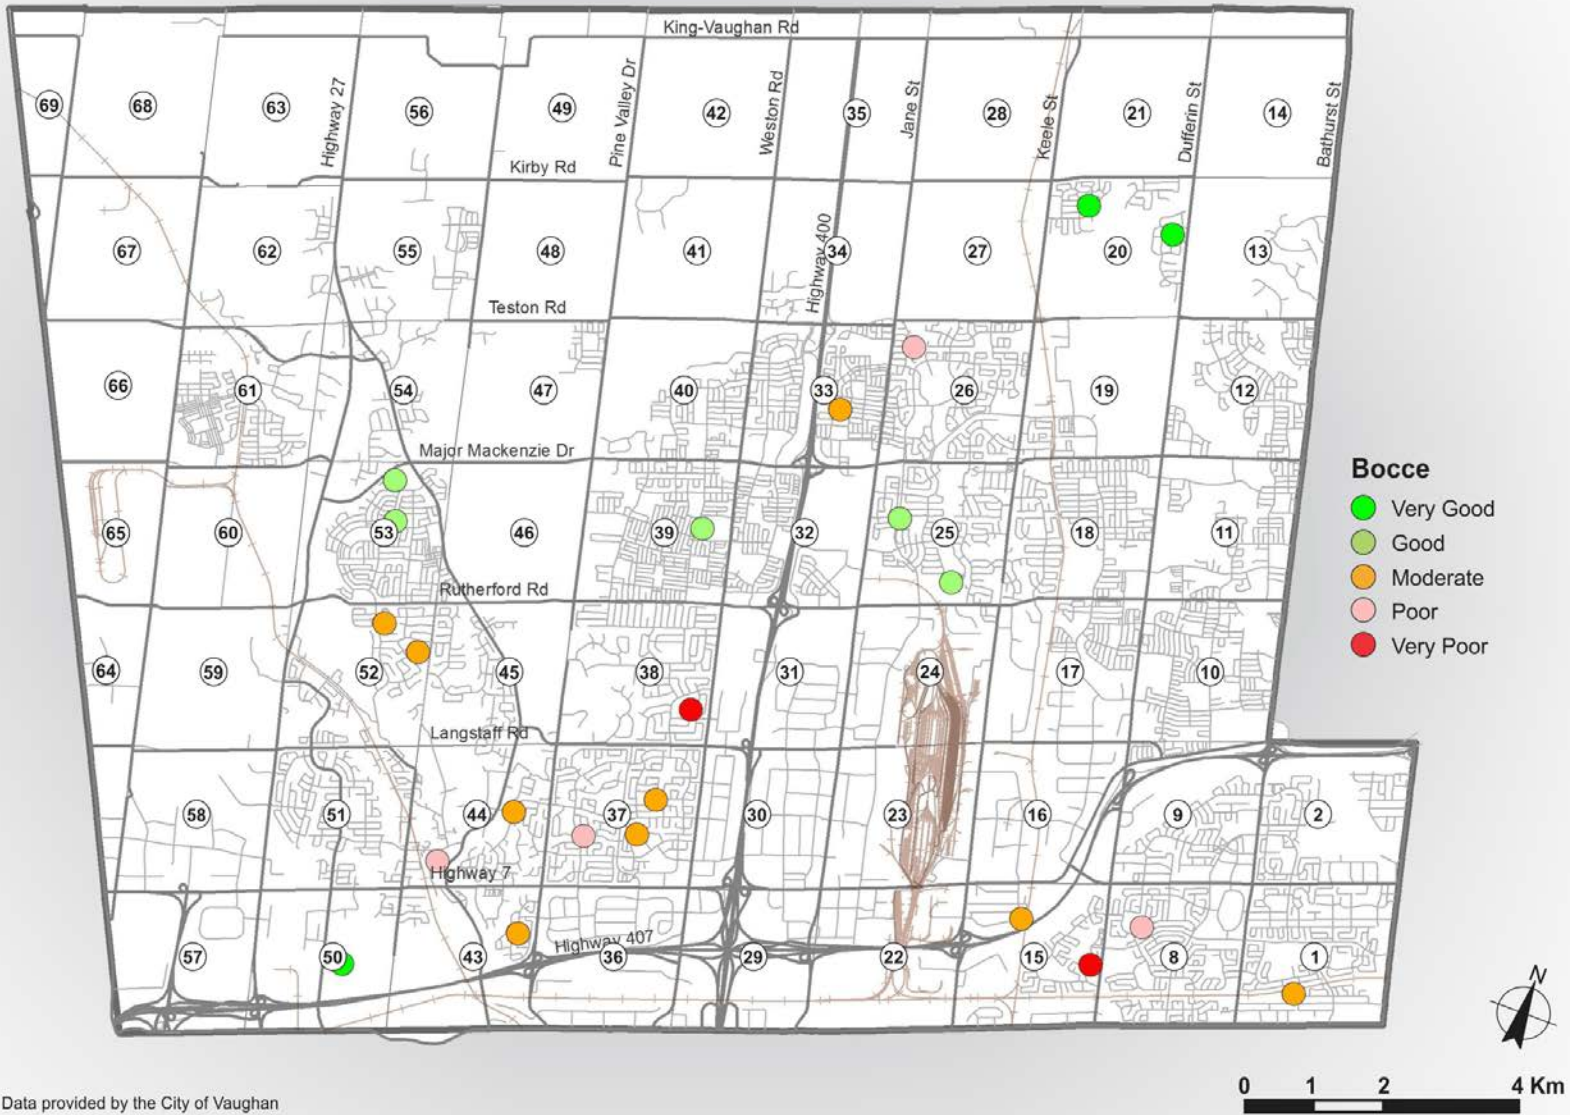 King-Vaughan Rd
69
68
63
Highway 27
56
49
Pine Valley Dr
42
Weston Rd
35
Jane St
28
Keele St
21
Dufferin St
14
Bathurst St
Kirby Rd
67
62
55
48
41
Highway 400
34
27
20
13
Teston Rd
66
61
54
47
40
33
26
19
12
Major Mackenzie Dr
65
60
53
46
39
32
25
18
11
Rutherford Rd
64
59
52
45
38
31
24
17
10
Langstaff Rd
58
51
44
37
30
23
16
9
2
Highway 7
57
50
43
Highway 407
36
29
22
15
8
1
Bocce
Very Good
Good
Moderate
Poor
Very Poor
N
0 1 2 4 Km
Data provided by the City of Vaughan